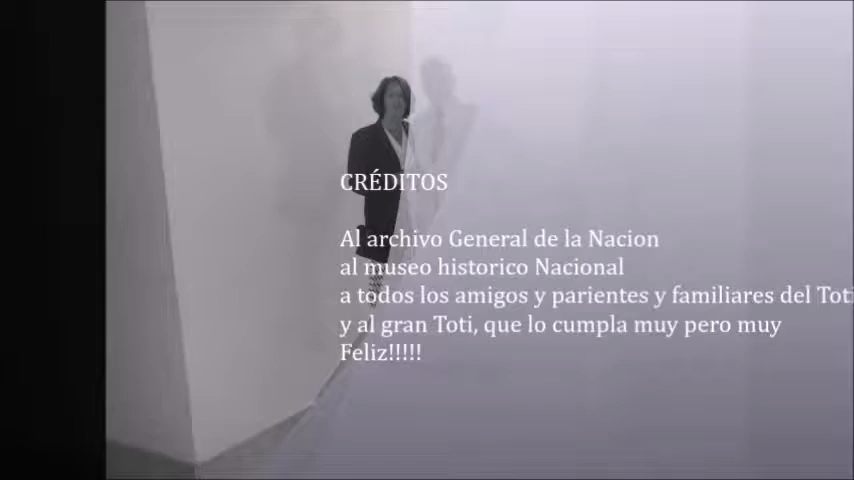 CRÉDITOS
Al archivo General de la Nacion
al museo historico Nacional
a todos los amigos y parientes y familiares del Toti
y al gran Toti, que lo cumpla muy pero muy
Feliz!!!!!